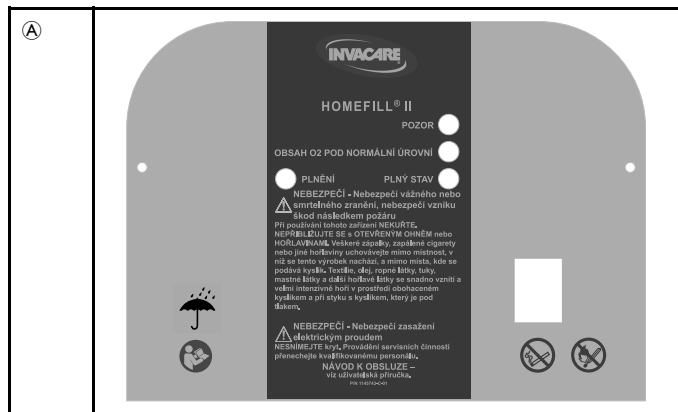 A
INVACARE
HOMEFILL® II
POZOR
OBSAH O2 POD NORMÁLNÍ ÚROVNÍ
PLNĚNÍ PLNÝ STAV
NEBEZPEČÍ - Nebezpečí vážného nebo
smrtelného zranění, nebezpečí vzniku
škod následkem požáru
Při používání tohoto zařízení NEKUŘTE.
NEPŘIBLIŽUJTE SE s OTEVŘENÝM OHNĚM nebo
HOŘLAVINAMI. Veškeré zápalky, zapálené cigarety
nebo jiné hořlaviny uchovávejte mimo místnost, v
níž se tento výrobek nachází, a mimo místa, kde se
podává kyslík. Textilie, olej, ropné látky, tuky,
mastné látky a další hořlavé látky se snadno vznítí a
velmi intenzivně hoří v prostředí obohaceném
kyslíkem a při styku s kyslíkem, který je pod
tlakem.
NEBEZPEČÍ - Nebezpečí zasažení
elektrickým proudem
NESNÍMEJTE kryt. Provádění servisních činností
přenechejte kvalifikovanému personálu.
NÁVOD K OBSLUZE –
viz uživatelská příručka.
P/N 1145742-C-01